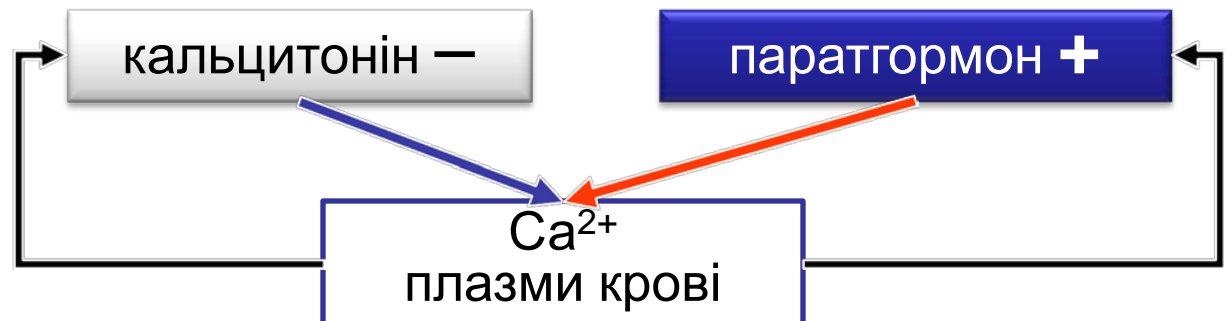 кальцитонін –
паратгормон +
Ca²⁺
плазми крові